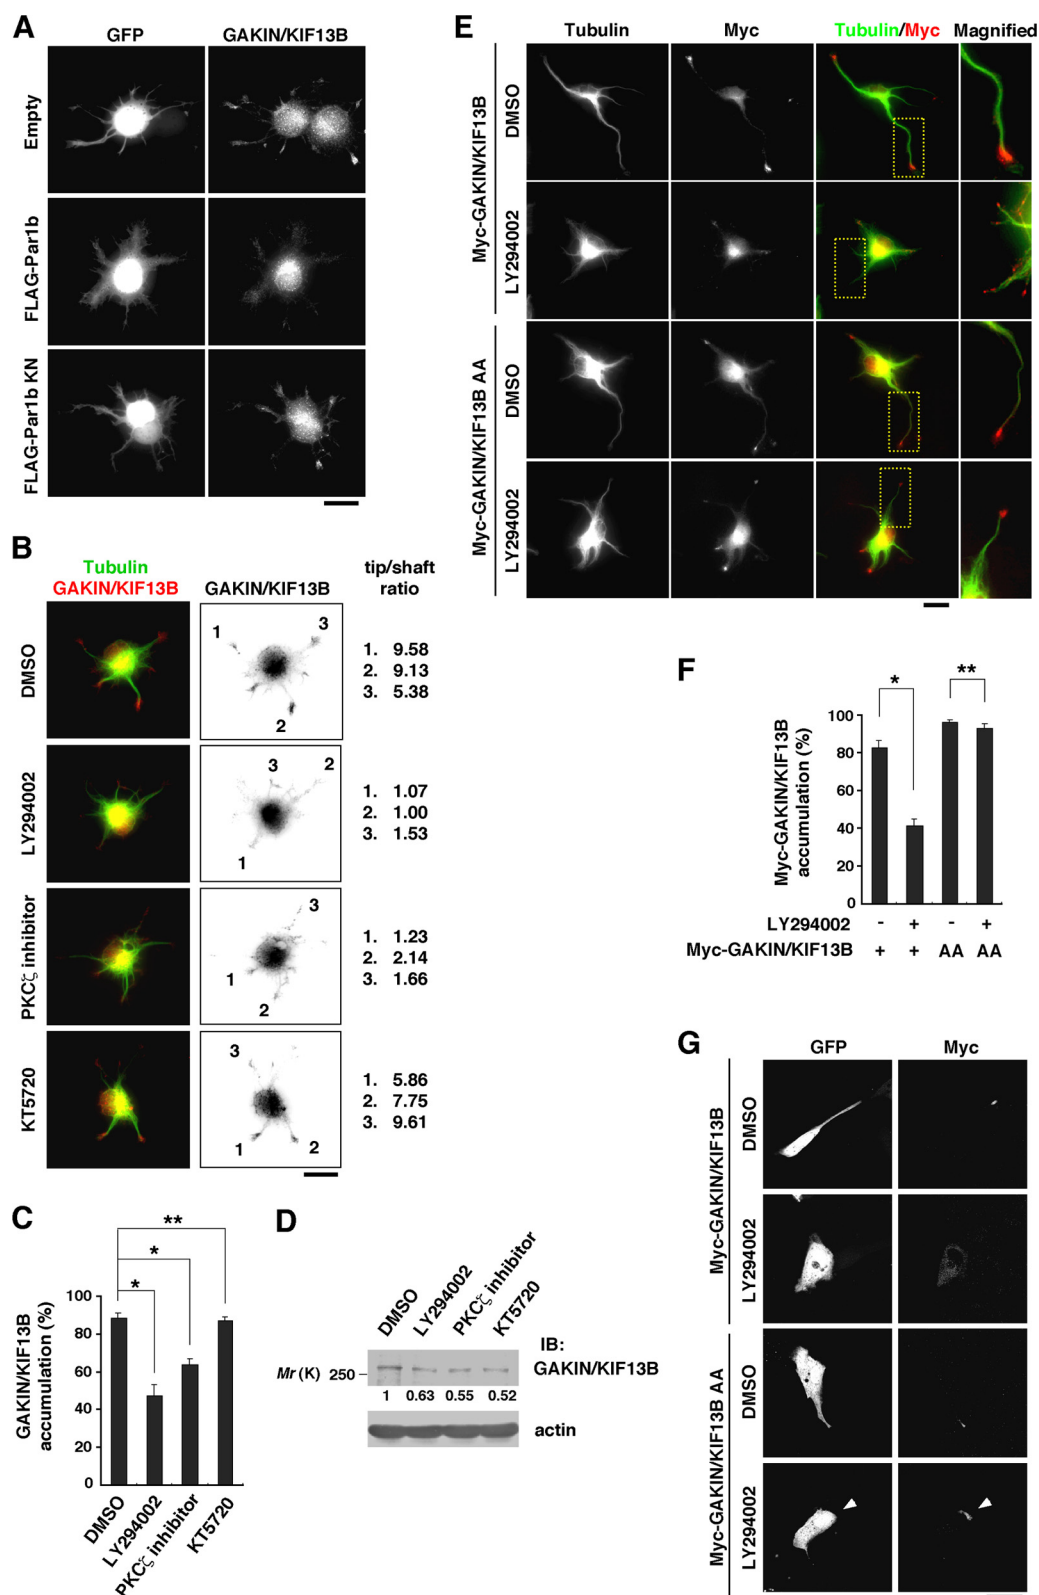 A
GFP
GAKIN/KIF13B
Empty
FLAG-Par1b
FLAG-Par1b KN
B
Tubulin
GAKIN/KIF13B
GAKIN/KIF13B
tip/shaft
ratio
DMSO
1
2
3
1. 9.58
2. 9.13
3. 5.38
LY294002
3
2
1
1. 1.07
2. 1.00
3. 1.53
PKCζ inhibitor
3
1
2
1. 1.23
2. 2.14
3. 1.66
KT5720
3
1
2
1. 5.86
2. 7.75
3. 9.61
C
GAKIN/KIF13B
accumulation (%)
100
80
60
40
20
0
**
*
*
DMSO
LY294002
PKCζ inhibitor
KT5720
D
DMSO
LY294002
PKCζ inhibitor
KT5720
Mr (K)
250
IB:
GAKIN/KIF13B
1 0.63 0.55 0.52
actin
E
Tubulin
Myc
Tubulin/Myc
Magnified
Myc-GAKIN/KIF13B
DMSO
LY294002
Myc-GAKIN/KIF13B AA
DMSO
LY294002
F
Myc-GAKIN/KIF13B
accumulation (%)
100
80
60
40
20
0
*
**
LY294002 - + - +
Myc-GAKIN/KIF13B + + AA AA
G
GFP
Myc
Myc-GAKIN/KIF13B
DMSO
LY294002
Myc-GAKIN/KIF13B AA
DMSO
LY294002